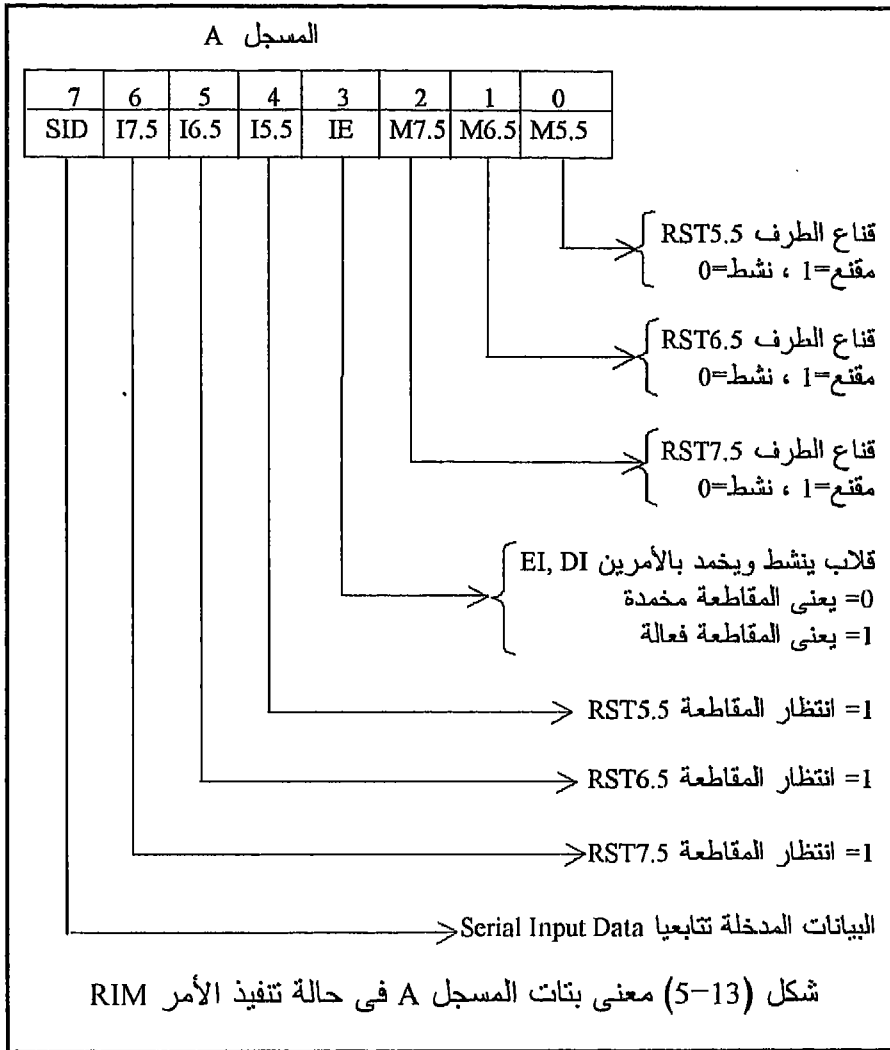 المسجل A
7 6 5 4 3 2 1 0
SID I7.5 I6.5 I5.5 IE M7.5 M6.5 M5.5
قناع الطرف RST5.5
مقنع=1 ، نشط=0
قناع الطرف RST6.5
مقنع=1 ، نشط=0
قناع الطرف RST7.5
مقنع=1 ، نشط=0
قلاب ينشط ويخمد بالأمرين EI, DI
0= يعنى المقاطعة مخمدة
1= يعنى المقاطعة فعالة
1= انتظار المقاطعة RST5.5
1= انتظار المقاطعة RST6.5
1= انتظار المقاطعة RST7.5
البيانات المدخلة تتابعيا Serial Input Data
شكل (5-13) معنى بتات المسجل A فى حالة تنفيذ الأمر RIM